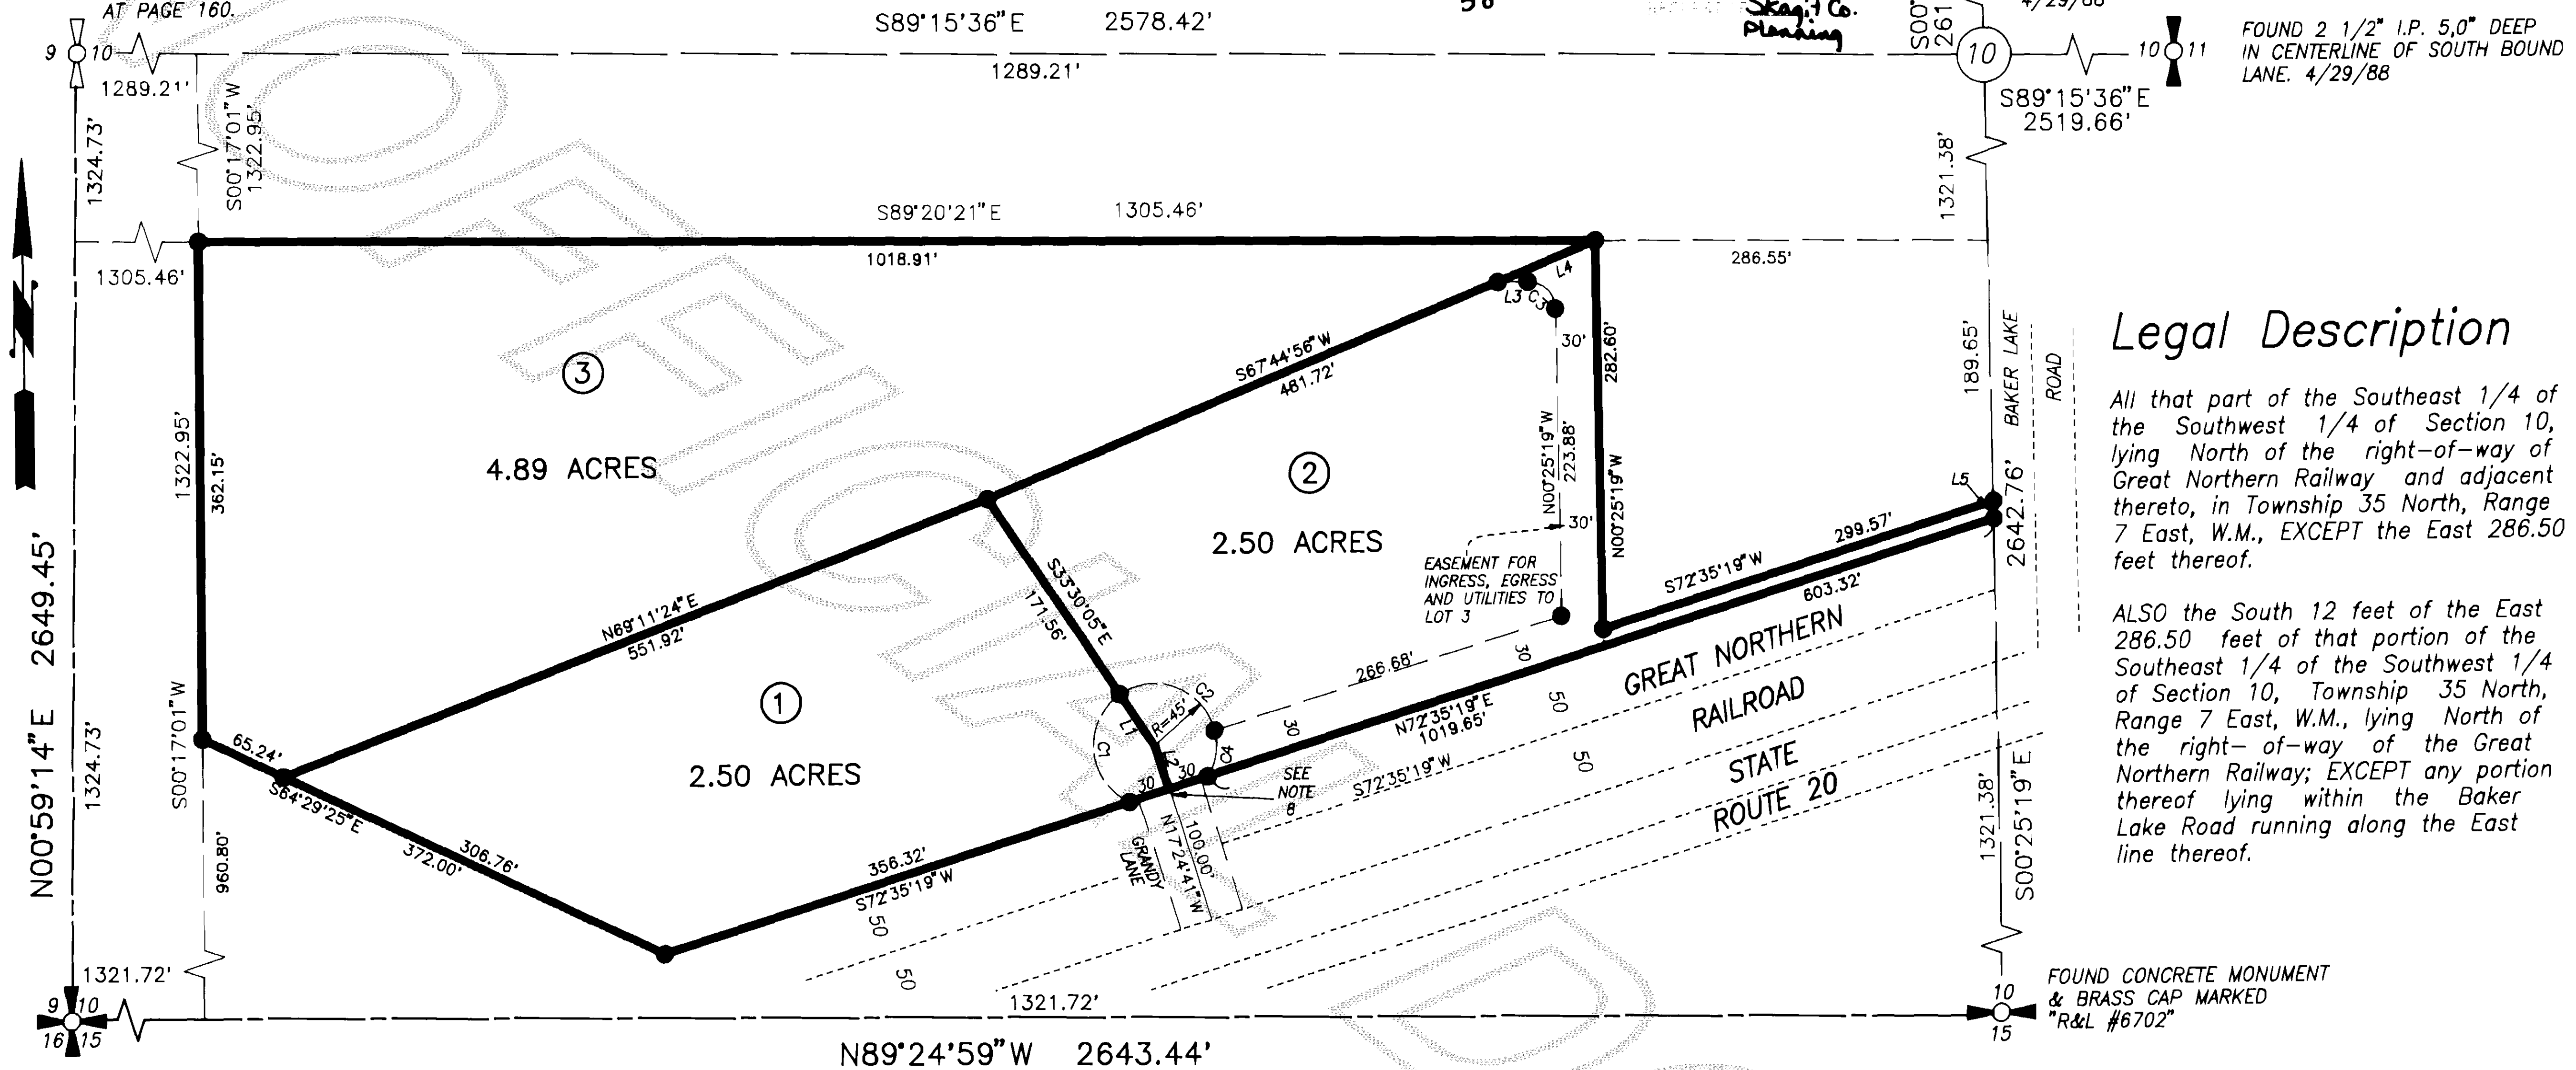 AT PAGE 160.
S89°15'36"E 2578.42'
Skagit Co.
Planning
9 10
1289.21'
1289.21'
10
10 11
FOUND 2 1/2" I.P. 5,0" DEEP
IN CENTERLINE OF SOUTH BOUND
LANE. 4/29/88
S89°15'36"E
2519.66'
1324.73'
S00°17'01"W
1322.95'
1321.38'
S89°20'21"E 1305.46'
1305.46'
1018.91'
286.55'
L4
L3 C3
30'
S67°44'56"W
481.72'
282.60'
N00°25'19"W
N00°25'19"W
223.88'
30'
3
4.89 ACRES
1322.95'
362.15'
2
2.50 ACRES
189.65'
BAKER LAKE
ROAD
2642.76'
L5
299.57'
S72°35'19"W
603.32'
EASEMENT FOR
INGRESS, EGRESS
AND UTILITIES TO
LOT 3
N69°11'24"E
551.92'
S33°30'05"E
171.56'
1
2.50 ACRES
L1
R=45'
C2
C1
L2
C4
30
30
266.68'
30
30
N72°35'19"E
1019.65'
S72°35'19"W
50
50
SEE
NOTE
8
GREAT NORTHERN
RAILROAD
STATE
ROUTE 20
N00°59'14"E 2649.45'
1324.73'
S00°17'01"W
960.80'
65.24'
S64°29'25"E
306.76'
372.00'
356.32'
S72°35'19"W
GRANDY
LANE
100.00'
N17°24'41"W
50
50
1321.38'
S00°25'19"E
1321.72'
1321.72'
9 10
16 15
N89°24'59"W 2643.44'
10
15
FOUND CONCRETE MONUMENT
& BRASS CAP MARKED
"R&L #6702"
Legal Description
All that part of the Southeast 1/4 of
the Southwest 1/4 of Section 10,
lying North of the right-of-way of
Great Northern Railway and adjacent
thereto, in Township 35 North, Range
7 East, W.M., EXCEPT the East 286.50
feet thereof.
ALSO the South 12 feet of the East
286.50 feet of that portion of the
Southeast 1/4 of the Southwest 1/4
of Section 10, Township 35 North,
Range 7 East, W.M., lying North of
the right- of-way of the Great
Northern Railway; EXCEPT any portion
thereof lying within the Baker
Lake Road running along the East
line thereof.